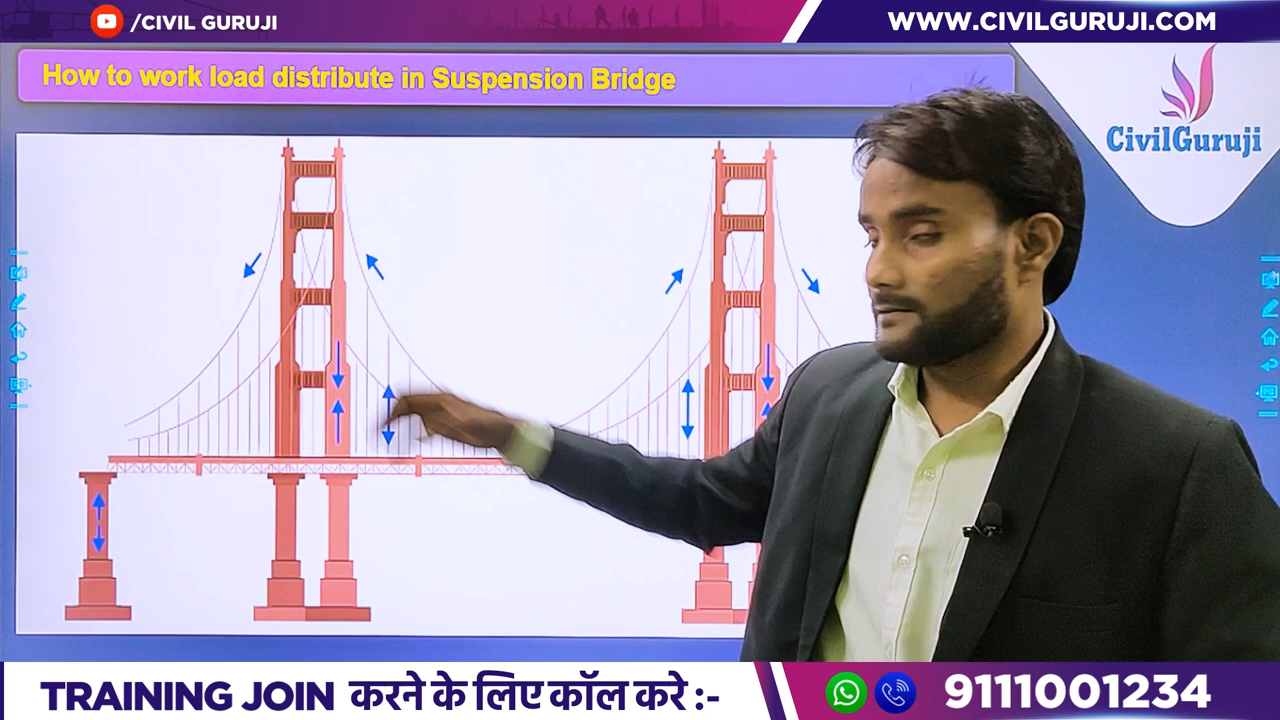 /CIVIL GURUJI
WWW.CIVILGURUJI.COM
How to work load distribute in Suspension Bridge
CivilGuruji
TRAINING JOIN करने के लिए कॉल करे :-
9111001234